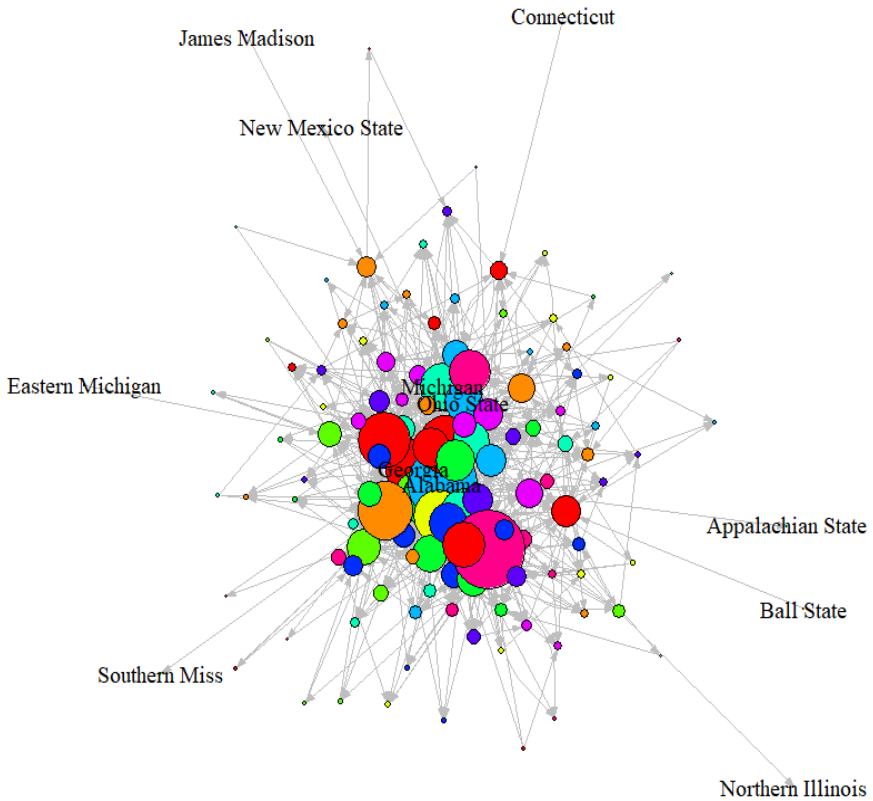 Connecticut
James Madison
New Mexico State
Eastern Michigan
Michigan
Ohio State
Georgia
Alabama
Appalachian State
Ball State
Southern Miss
Northern Illinois